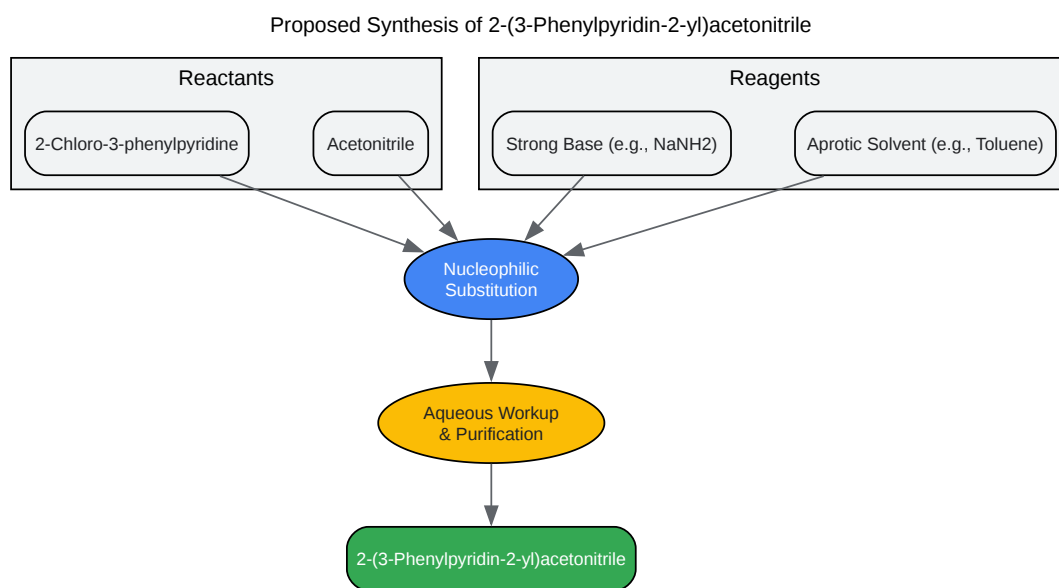 Proposed Synthesis of 2-(3-Phenylpyridin-2-yl)acetonitrile
Reactants
Reagents
2-Chloro-3-phenylpyridine
Acetonitrile
Strong Base (e.g., NaNH2)
Aprotic Solvent (e.g., Toluene)
Nucleophilic
Substitution
Aqueous Workup
& Purification
2-(3-Phenylpyridin-2-yl)acetonitrile